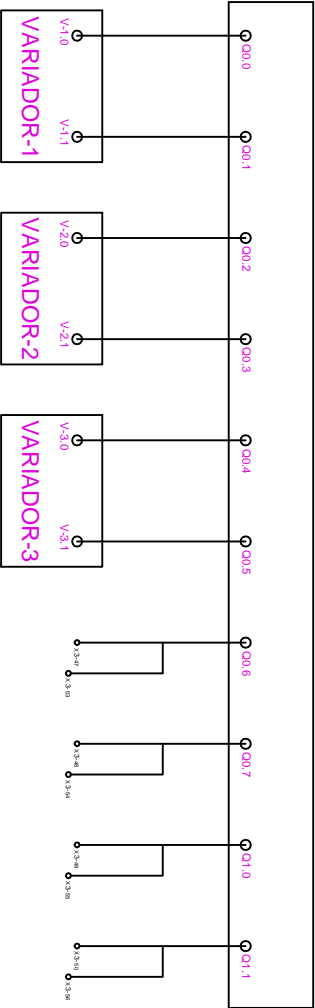 Q0.0
Q0.1
Q0.2
Q0.3
Q0.4
Q0.5
Q0.6
Q0.7
Q1.0
Q1.1
V-1.0
V-1.1
V-2.0
V-2.1
V-3.0
V-3.1
X3-47
X3-53
X3-48
X3-54
X3-49
X3-55
X3-50
X3-56
VARIADOR-1
VARIADOR-2
VARIADOR-3